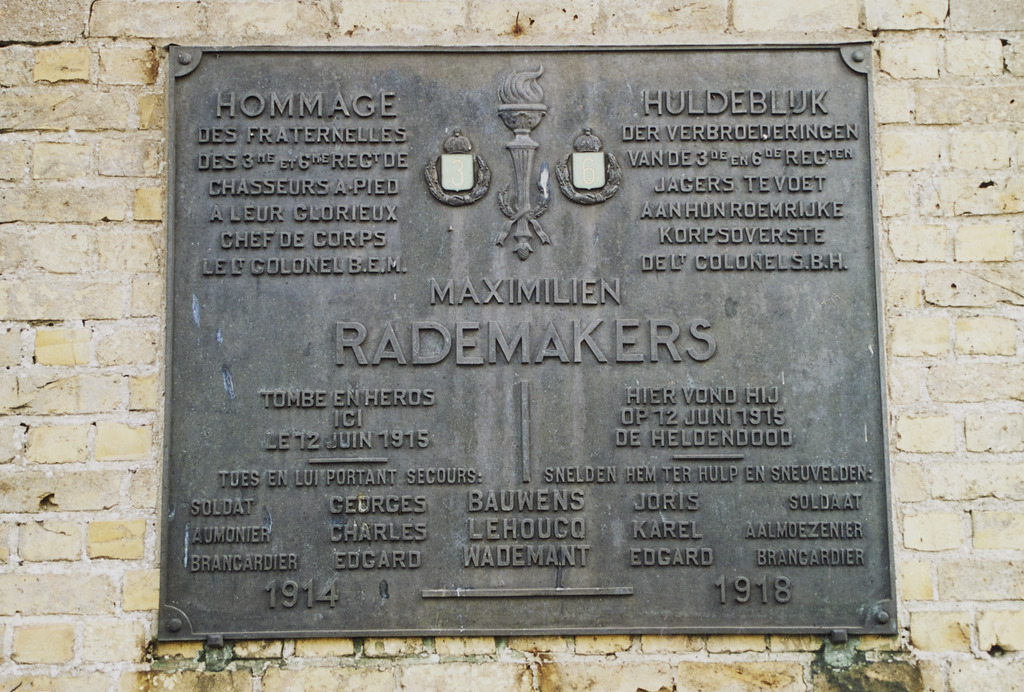 HOMMAGE
DES FRATERNELLES
DES 3ME ET 6ME REGT DE
CHASSEURS A-PIED
A LEUR GLORIEUX
CHEF DE CORPS
LE LT COLONEL B.E.M.
3
6
HULDEBLIJK
DER VERBROEDERINGEN
VAN DE 3DE EN 6DE REGTEN
JAGERS TE VOET
AAN HUN ROEMRIJKE
KORPSOVERSTE
DE LT COLONEL S.B.H.
MAXIMILIEN
RADEMAKERS
TOMBE EN HEROS
ICI
LE 12 JUIN 1915
HIER VOND HIJ
OP 12 JUNI 1915
DE HELDENDOOD
TUES EN LUI PORTANT SECOURS:
SNELDEN HEM TER HULP EN SNEUVELDEN:
SOLDAT GEORGES BAUWENS JORIS SOLDAAT
AUMONIER CHARLES LEHOUCQ KAREL AALMOEZENIER
BRANCARDIER EDGARD WADEMANT EDGARD BRANCARDIER
1914 1918